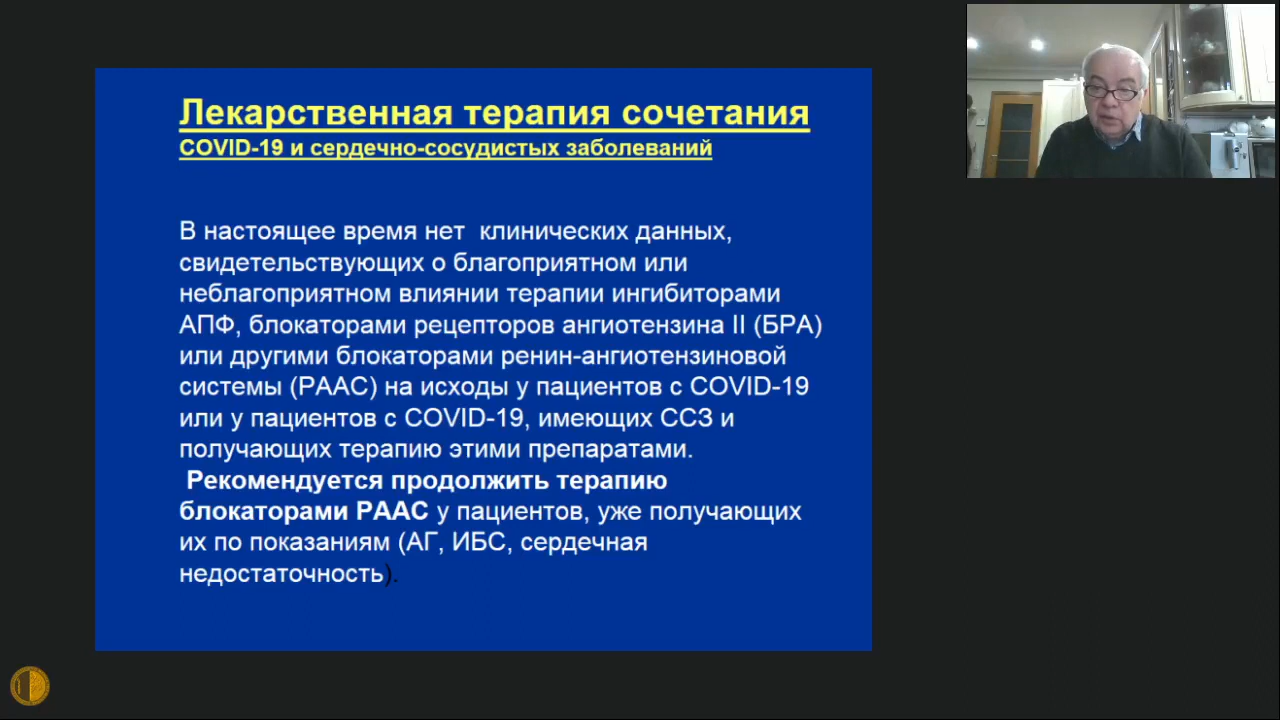 Лекарственная терапия сочетания
COVID-19 и сердечно-сосудистых заболеваний
В настоящее время нет клинических данных,
свидетельствующих о благоприятном или
неблагоприятном влиянии терапии ингибиторами
АПФ, блокаторами рецепторов ангиотензина II (БРА)
или другими блокаторами ренин-ангиотензиновой
системы (РААС) на исходы у пациентов с COVID-19
или у пациентов с COVID-19, имеющих ССЗ и
получающих терапию этими препаратами.
Рекомендуется продолжить терапию
блокаторами РААС у пациентов, уже получающих
их по показаниям (АГ, ИБС, сердечная
недостаточность).